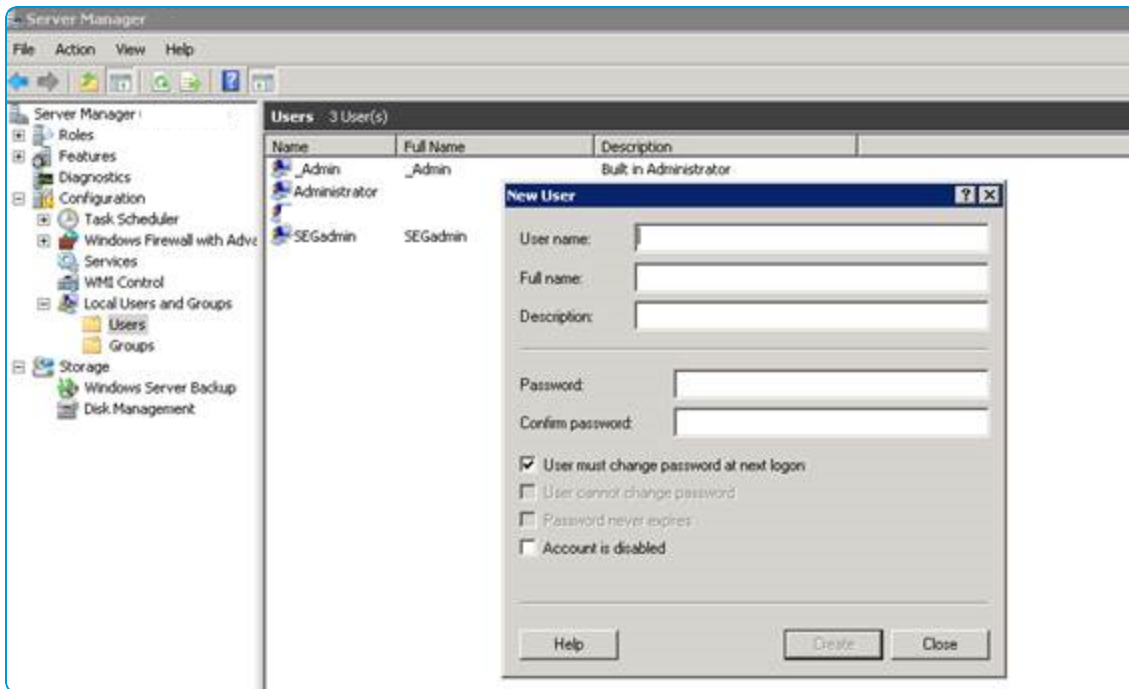 Server Manager
File Action View Help
Server Manager
Roles
Features
Diagnostics
Configuration
Task Scheduler
Windows Firewall with Adva
Services
WMI Control
Local Users and Groups
Users
Groups
Storage
Windows Server Backup
Disk Management
Users 3 User(s)
Name Full Name Description
_Admin _Admin Built in Administrator
Administrator
SEGadmin SEGadmin
New User
User name:
Full name:
Description:
Password:
Confirm password:
User must change password at next logon
User cannot change password
Password never expires
Account is disabled
Help Create Close